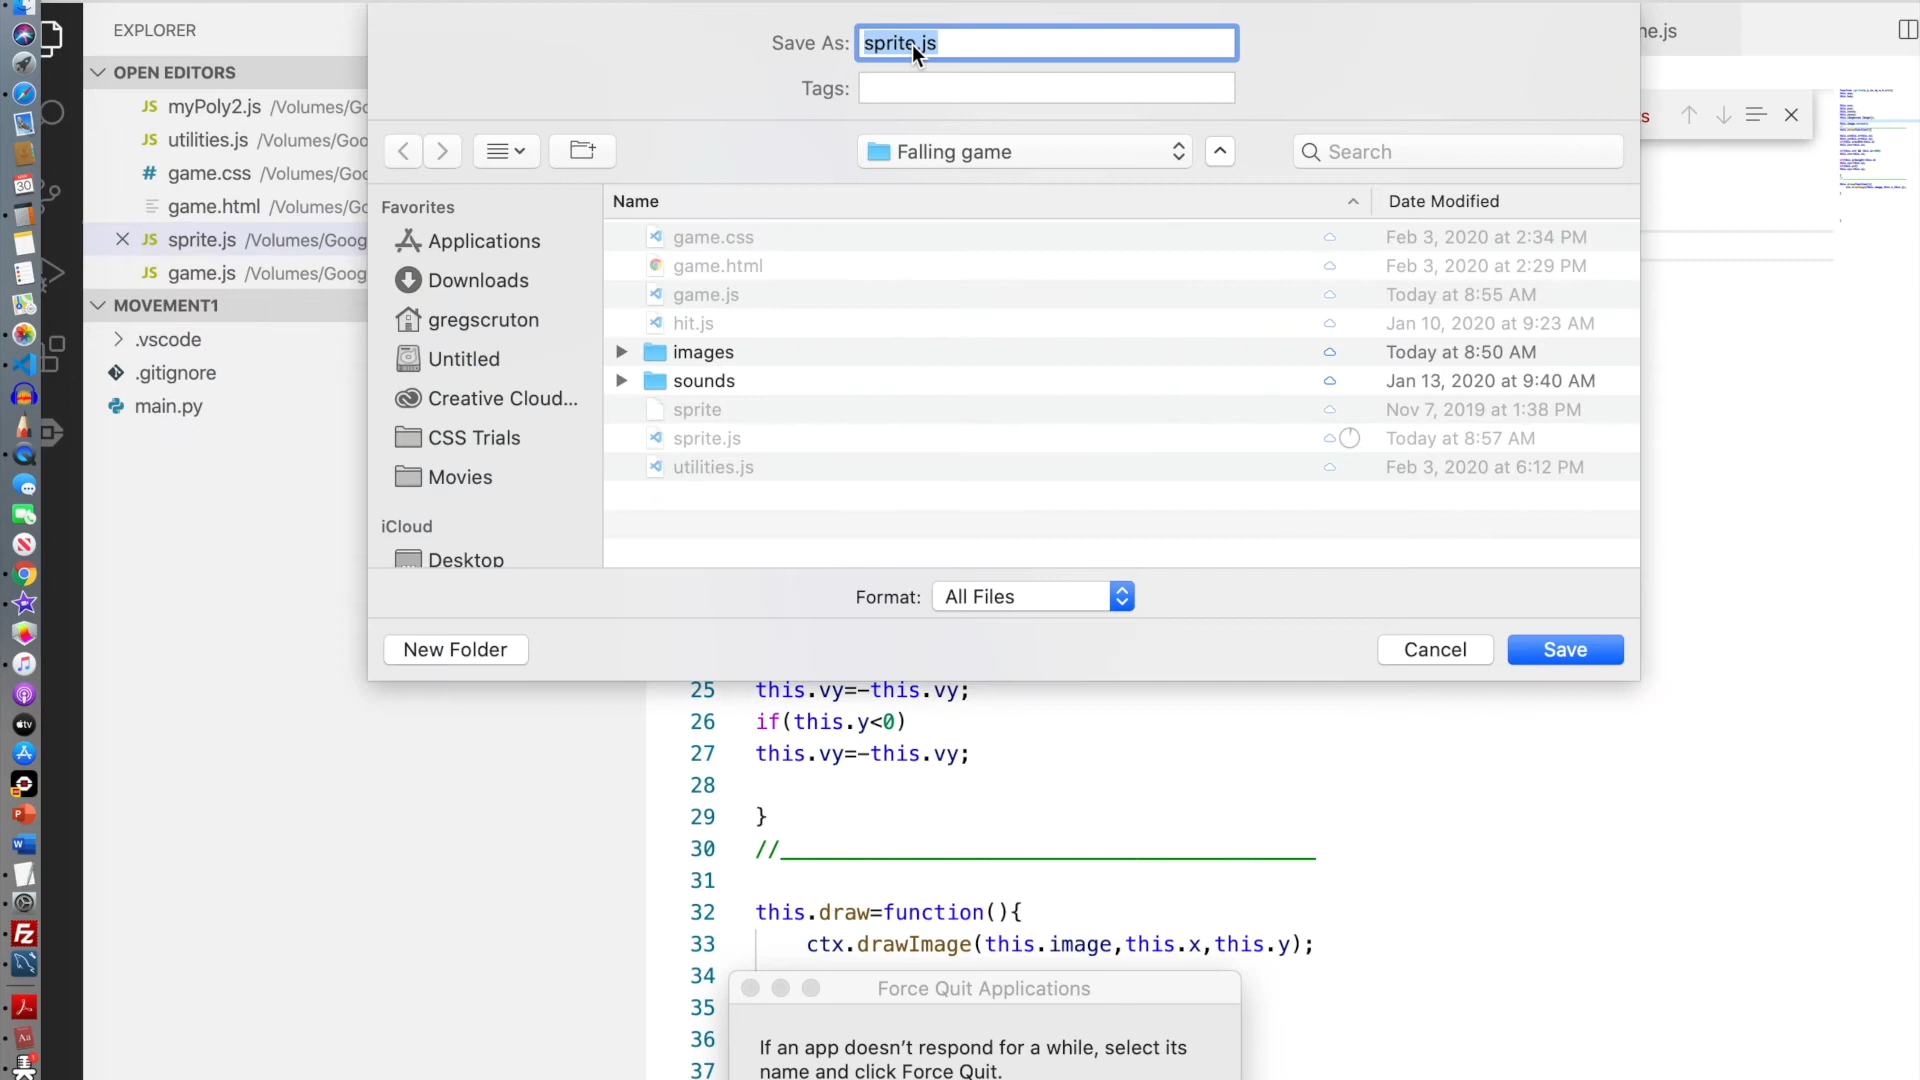 EXPLORER
OPEN EDITORS
JS myPoly2.js /Volumes/Go
JS utilities.js /Volumes/Goo
# game.css /Volumes/Goo
game.html /Volumes/Go
JS sprite.js /Volumes/Goog
JS game.js /Volumes/Goog
MOVEMENT1
.vscode
.gitignore
main.py
Save As: sprite.js
Tags:
Falling game
Search
Favorites
Applications
Downloads
gregscruton
Untitled
Creative Cloud...
CSS Trials
Movies
iCloud
Desktop
Name Date Modified
game.css Feb 3, 2020 at 2:34 PM
game.html Feb 3, 2020 at 2:29 PM
game.js Today at 8:55 AM
hit.js Jan 10, 2020 at 9:23 AM
images Today at 8:50 AM
sounds Jan 13, 2020 at 9:40 AM
sprite Nov 7, 2019 at 1:38 PM
sprite.js Today at 8:57 AM
utilities.js Feb 3, 2020 at 6:12 PM
Format: All Files
New Folder Cancel Save
ne.js
s
25 this.vy=-this.vy;
26 if(this.y<0)
27 this.vy=-this.vy;
28
29 }
30 //__________________________________________
31
32 this.draw=function(){
33 ctx.drawImage(this.image,this.x,this.y);
34
35
36
37
Force Quit Applications
If an app doesn't respond for a while, select its
name and click Force Quit.
30
tv
P
W
Fz
Aa